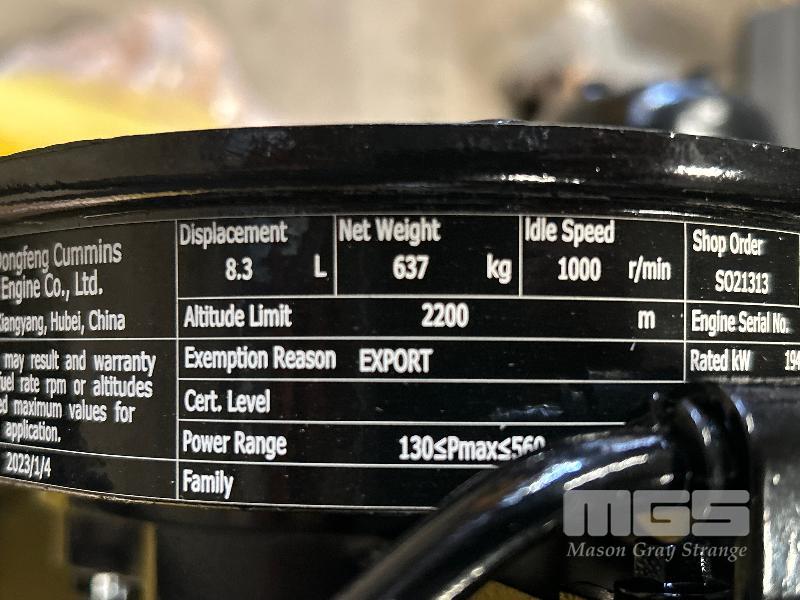 Dongfeng Cummins
Engine Co., Ltd.
Xiangyang, Hubei, China
may result and warranty
fuel rate rpm or altitudes
maximum values for
application.
2023/1/4
Displacement
8.3 L
Net Weight
637 kg
Idle Speed
1000 r/min
Shop Order
SO21313
Altitude Limit 2200 m
Engine Serial No.
Exemption Reason EXPORT
Rated kW 194
Cert. Level
Power Range 130≤Pmax≤560
Family
MGS
Mason Gray Strange